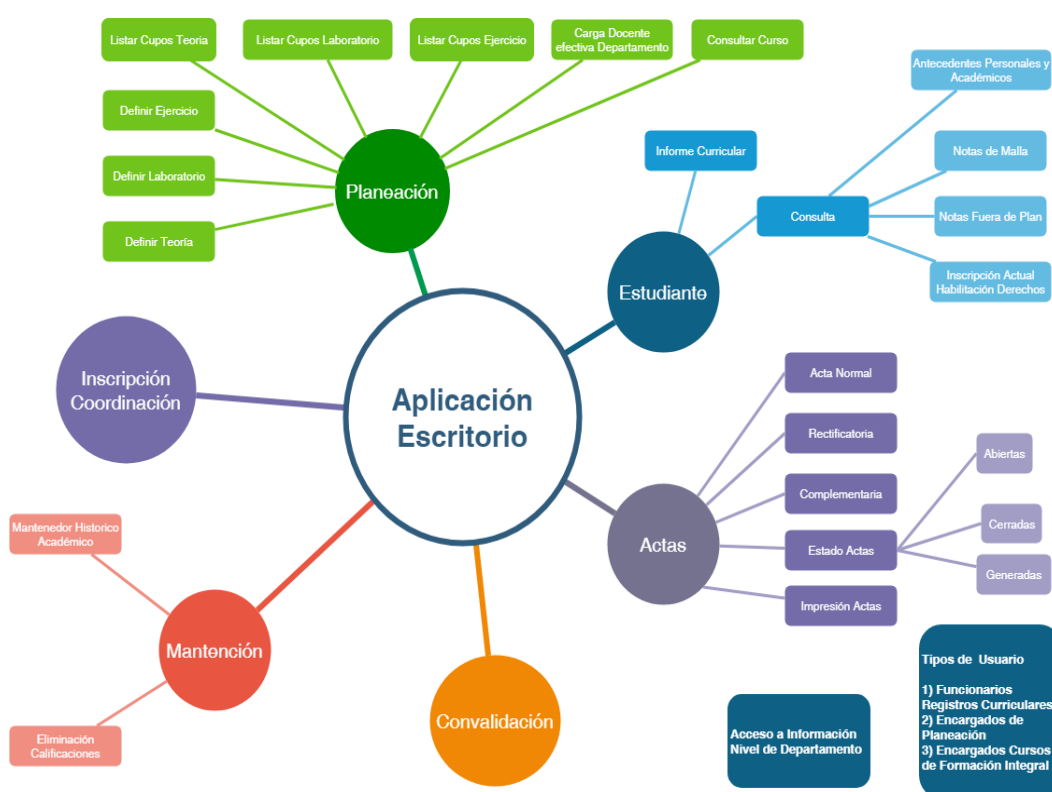 Listar Cupos Teoria
Listar Cupos Laboratorio
Listar Cupos Ejercicio
Carga Docente
efectiva Departamento
Consultar Curso
Antecedentes Personales y
Académicos
Definir Ejercicio
Informe Curricular
Notas de Malla
Definir Laboratorio
Planeación
Consulta
Notas Fuera de Plan
Definir Teoría
Inscripción Actual
Habilitación Derechos
Estudiante
Inscripción
Coordinación
Aplicación
Escritorio
Acta Normal
Rectificatoria
Abiertas
Complementaria
Mantenedor Historico
Académico
Cerradas
Actas
Estado Actas
Generadas
Impresión Actas
Mantención
Convalidación
Eliminación
Calificaciones
Acceso a Información
Nivel de Departamento
Tipos de Usuario
1) Funcionarios
Registros Curriculares
2) Encargados de
Planeación
3) Encargados Cursos
de Formación Integral